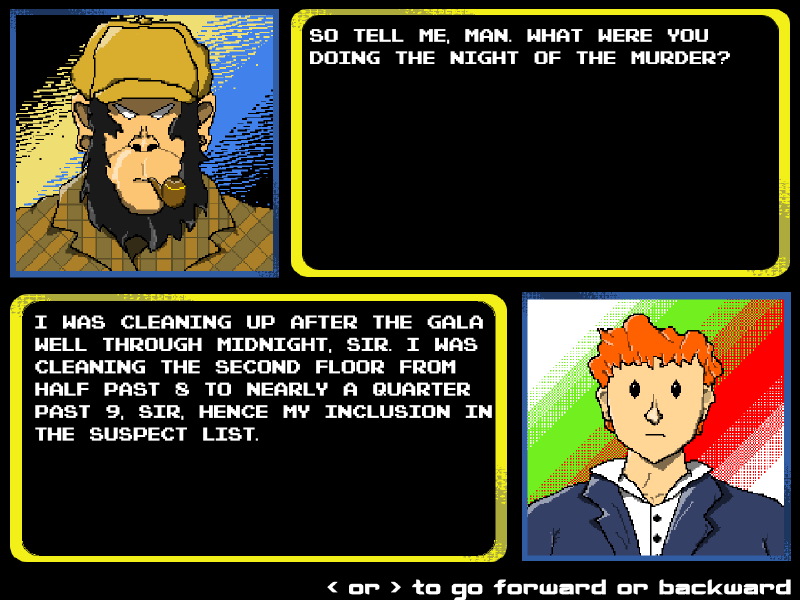 SO TELL ME, MAN. WHAT WERE YOU
DOING THE NIGHT OF THE MURDER?
I WAS CLEANING UP AFTER THE GALA
WELL THROUGH MIDNIGHT, SIR. I WAS
CLEANING THE SECOND FLOOR FROM
HALF PAST 8 TO NEARLY A QUARTER
PAST 9, SIR, HENCE MY INCLUSION IN
THE SUSPECT LIST.
< or > to go forward or backward